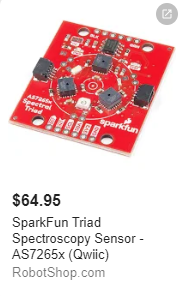 AS7265x
Spectral
Triad
sparkfun
$64.95
SparkFun Triad
Spectroscopy Sensor -
AS7265x (Qwiic)
RobotShop.com